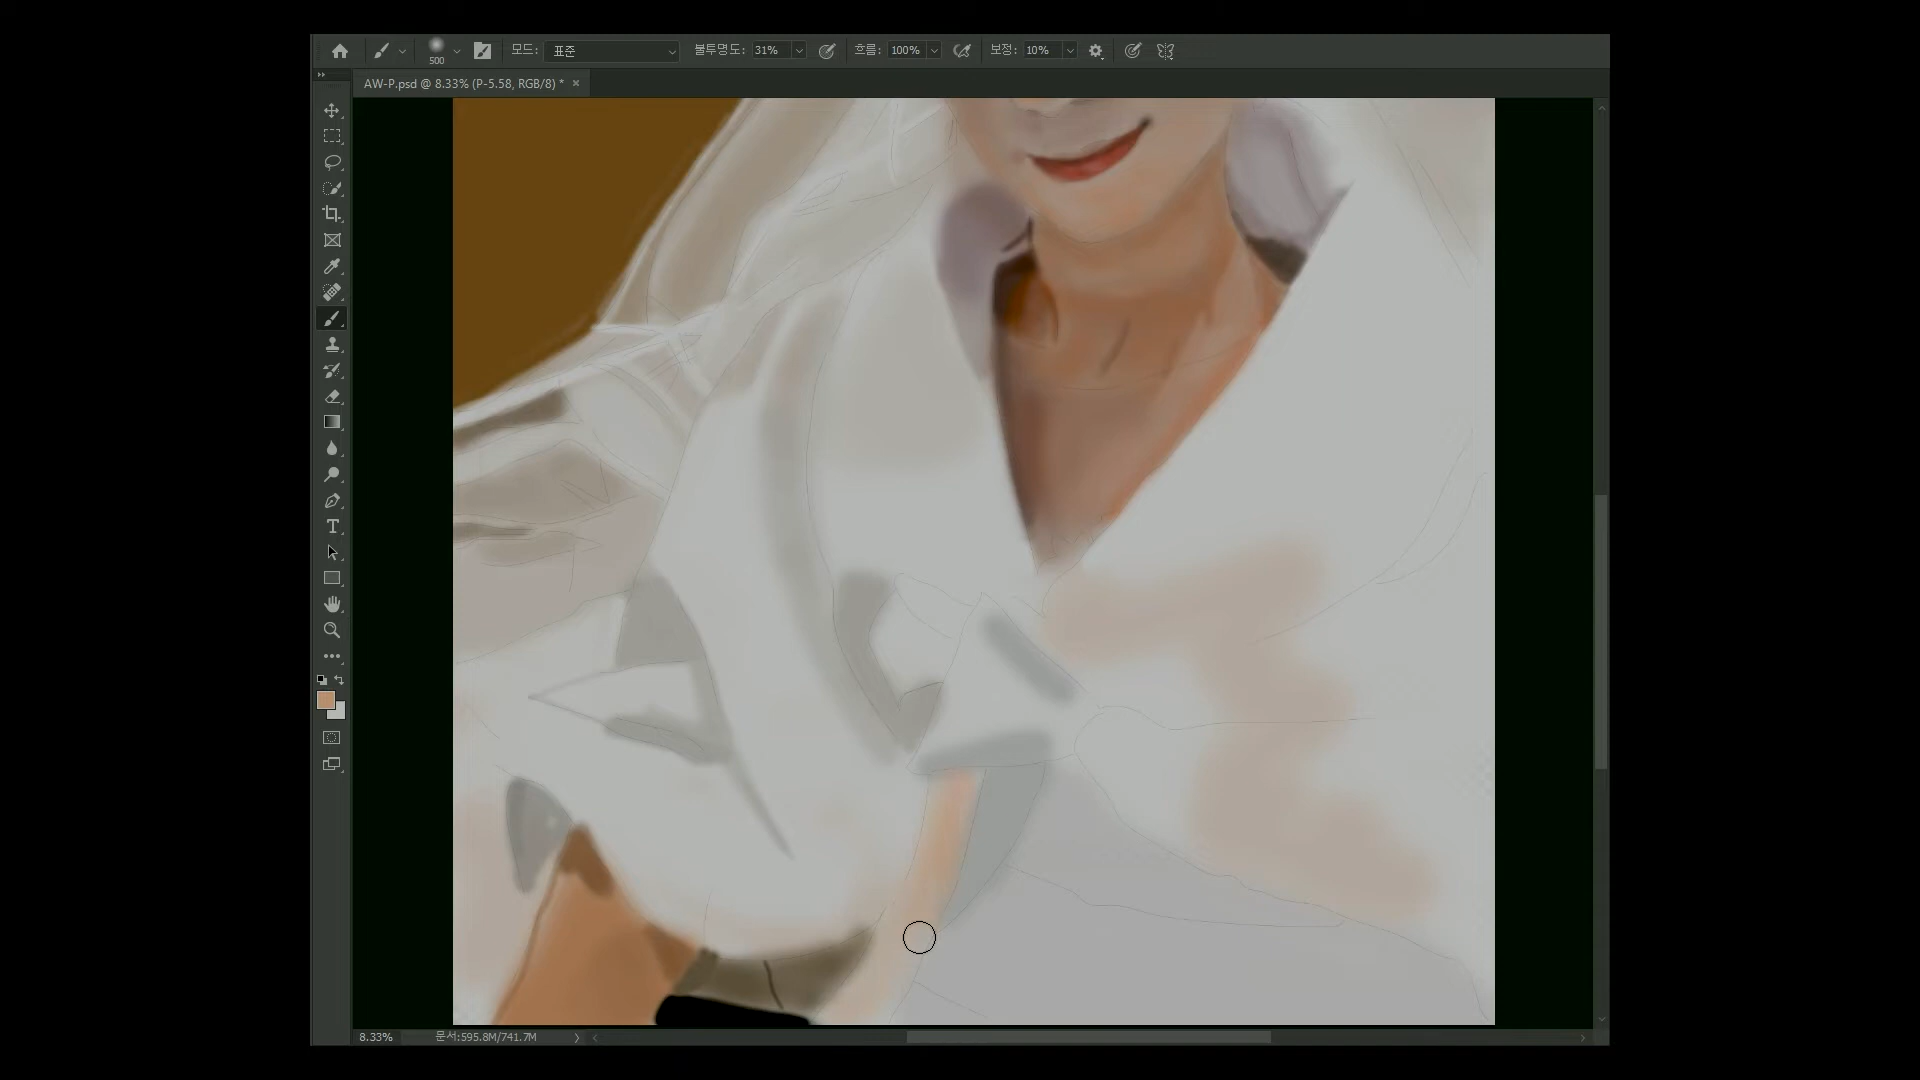 500 모드: 표준 불투명도: 31% 흐름: 100% 보정: 10%
AW-P.psd @ 8.33% (P-5.58, RGB/8) * ×
T
8.33% 문서:595.8M/741.7M